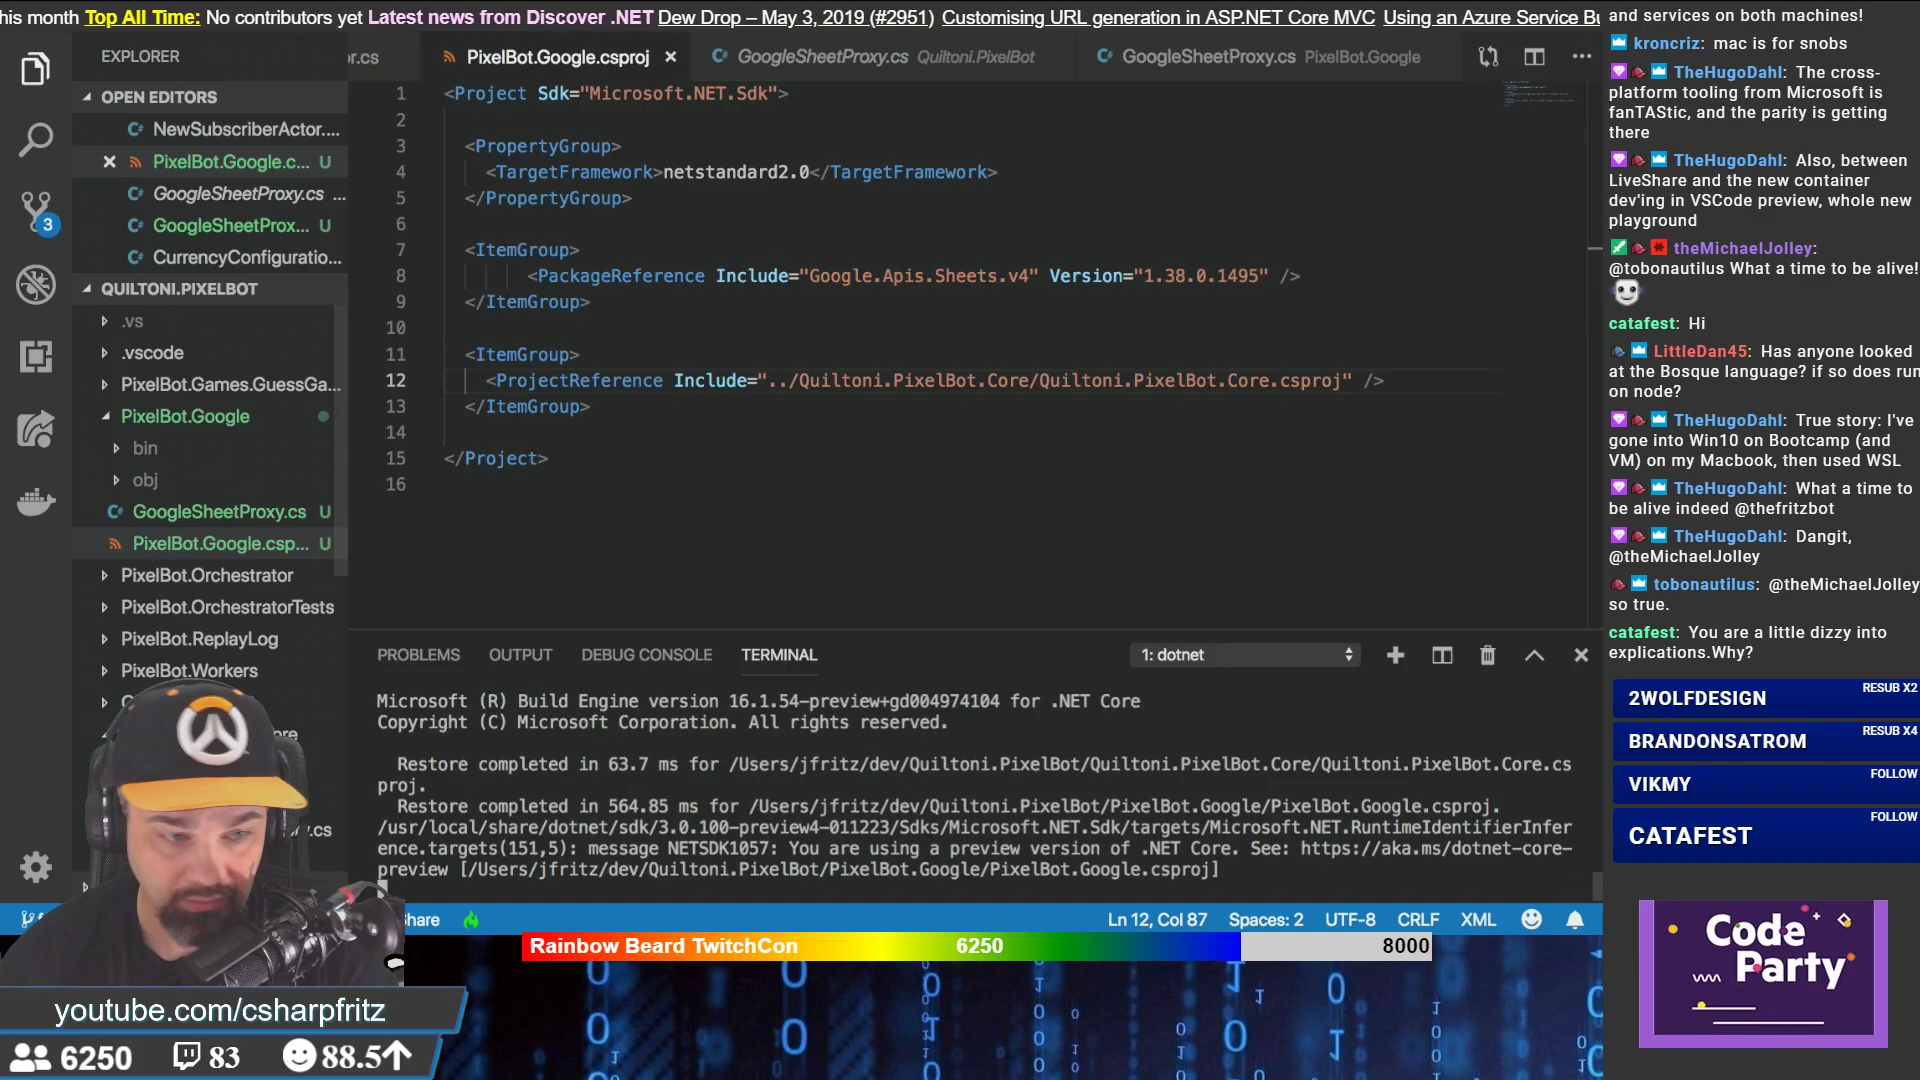 his month Top All Time: No contributors yet Latest news from Discover .NET Dew Drop – May 3, 2019 (#2951) Customising URL generation in ASP.NET Core MVC Using an Azure Service Bu
EXPLORER
OPEN EDITORS
NewSubscriberActor....
PixelBot.Google.c... U
GoogleSheetProxy.cs ...
GoogleSheetProx... U
CurrencyConfiguratio...
QUILTONI.PIXELBOT
.vs
.vscode
PixelBot.Games.GuessGa...
PixelBot.Google
bin
obj
GoogleSheetProxy.cs U
PixelBot.Google.csp... U
PixelBot.Orchestrator
PixelBot.OrchestratorTests
PixelBot.ReplayLog
PixelBot.Workers
3
or.cs
PixelBot.Google.csproj
GoogleSheetProxy.cs Quiltoni.PixelBot
GoogleSheetProxy.cs PixelBot.Google
1 <Project Sdk="Microsoft.NET.Sdk">
2
3 <PropertyGroup>
4 <TargetFramework>netstandard2.0</TargetFramework>
5 </PropertyGroup>
6
7 <ItemGroup>
8 <PackageReference Include="Google.Apis.Sheets.v4" Version="1.38.0.1495" />
9 </ItemGroup>
10
11 <ItemGroup>
12 <ProjectReference Include="../Quiltoni.PixelBot.Core/Quiltoni.PixelBot.Core.csproj" />
13 </ItemGroup>
14
15 </Project>
16
PROBLEMS OUTPUT DEBUG CONSOLE TERMINAL 1: dotnet
Microsoft (R) Build Engine version 16.1.54-preview+gd004974104 for .NET Core
Copyright (C) Microsoft Corporation. All rights reserved.
Restore completed in 63.7 ms for /Users/jfritz/dev/Quiltoni.PixelBot/Quiltoni.PixelBot.Core/Quiltoni.PixelBot.Core.cs
proj.
Restore completed in 564.85 ms for /Users/jfritz/dev/Quiltoni.PixelBot/PixelBot.Google/PixelBot.Google.csproj.
/usr/local/share/dotnet/sdk/3.0.100-preview4-011223/Sdks/Microsoft.NET.Sdk/targets/Microsoft.NET.RuntimeIdentifierInfer
ence.targets(151,5): message NETSDK1057: You are using a preview version of .NET Core. See: https://aka.ms/dotnet-core-
preview [/Users/jfritz/dev/Quiltoni.PixelBot/PixelBot.Google/PixelBot.Google.csproj]
Ln 12, Col 87 Spaces: 2 UTF-8 CRLF XML
Rainbow Beard TwitchCon 6250 8000
youtube.com/csharpfritz
6250 83 88.5
and services on both machines!
kroncriz: mac is for snobs
TheHugoDahl: The cross-
platform tooling from Microsoft is
fanTAStic, and the parity is getting
there
TheHugoDahl: Also, between
LiveShare and the new container
dev'ing in VSCode preview, whole new
playground
theMichaelJolley:
@tobonautilus What a time to be alive!
catafest: Hi
LittleDan45: Has anyone looked
at the Bosque language? if so does run
on node?
TheHugoDahl: True story: I've
gone into Win10 on Bootcamp (and
VM) on my Macbook, then used WSL
TheHugoDahl: What a time to
be alive indeed @thefritzbot
TheHugoDahl: Dangit,
@theMichaelJolley
tobonautilus: @theMichaelJolley
so true.
catafest: You are a little dizzy into
explications.Why?
2WOLFDESIGN RESUB X2
BRANDONSATROM RESUB X4
VIKMY FOLLOW
CATAFEST FOLLOW
Code
Party